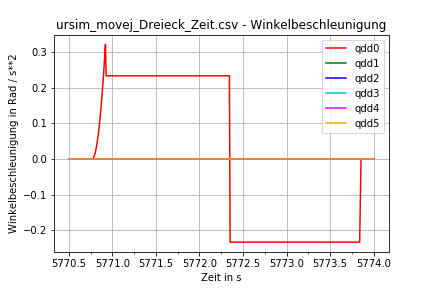 ursim_movej_Dreieck_Zeit.csv - Winkelbeschleunigung
Winkelbeschleunigung in Rad / s**2
0.3
0.2
0.1
0.0
−0.1
−0.2
qdd0
qdd1
qdd2
qdd3
qdd4
qdd5
5770.5 5771.0 5771.5 5772.0 5772.5 5773.0 5773.5 5774.0
Zeit in s